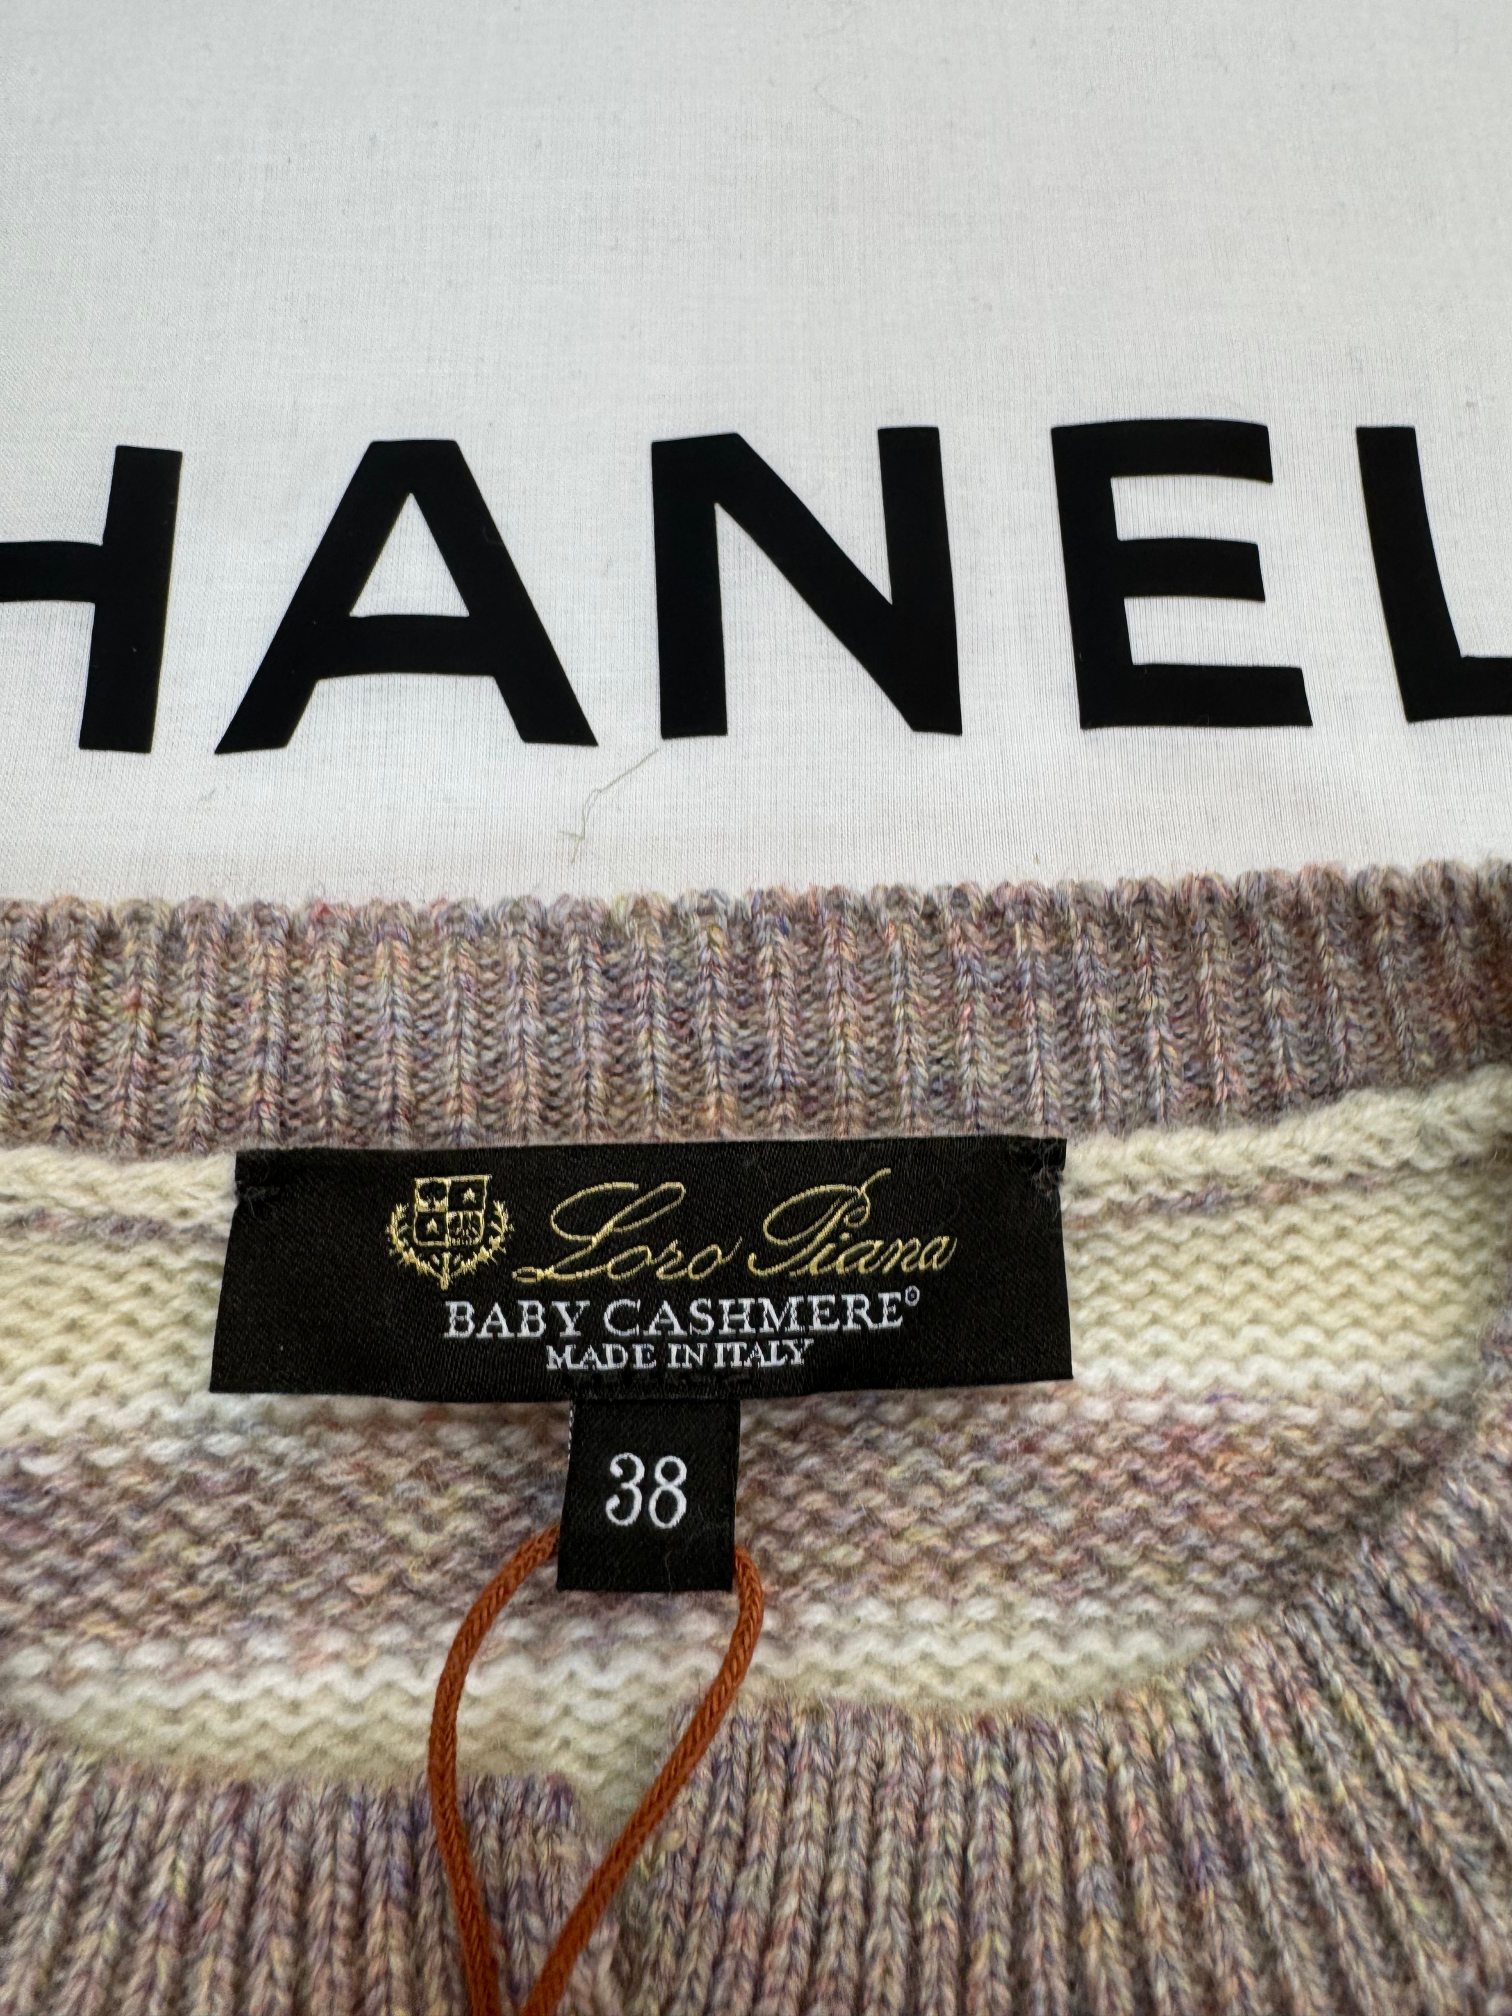 HANEL
Loro Piana
BABY CASHMERE®
MADE IN ITALY
38